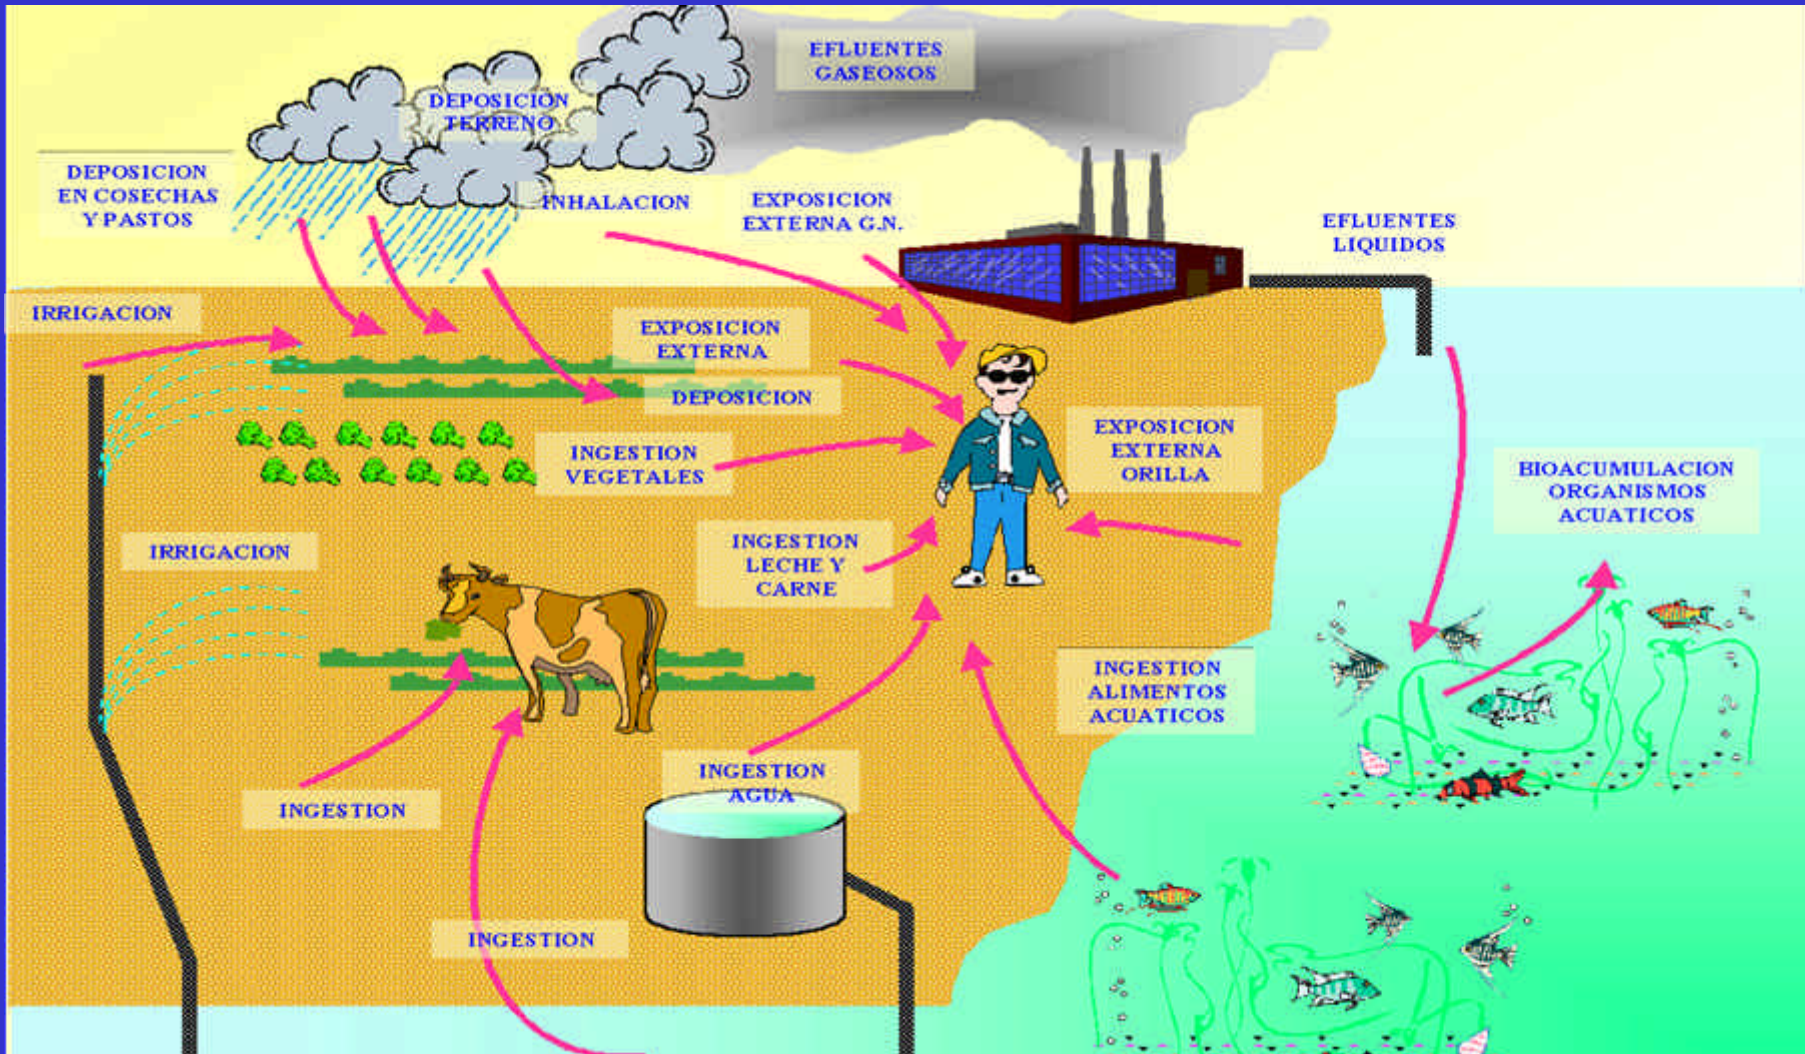 EFLUENTES
GASEOSOS
DEPOSICION
TERRENO
DEPOSICION
EN COSECHAS
Y PASTOS
INHALACION
EXPOSICION
EXTERNA G.N.
EFLUENTES
LIQUIDOS
IRRIGACION
EXPOSICION
EXTERNA
DEPOSICION
INGESTION
VEGETALES
EXPOSICION
EXTERNA
ORILLA
BIOACUMULACION
ORGANISMOS
ACUATICOS
IRRIGACION
INGESTION
LECHE Y
CARNE
INGESTION
ALIMENTOS
ACUATICOS
INGESTION
AGUA
INGESTION
INGESTION